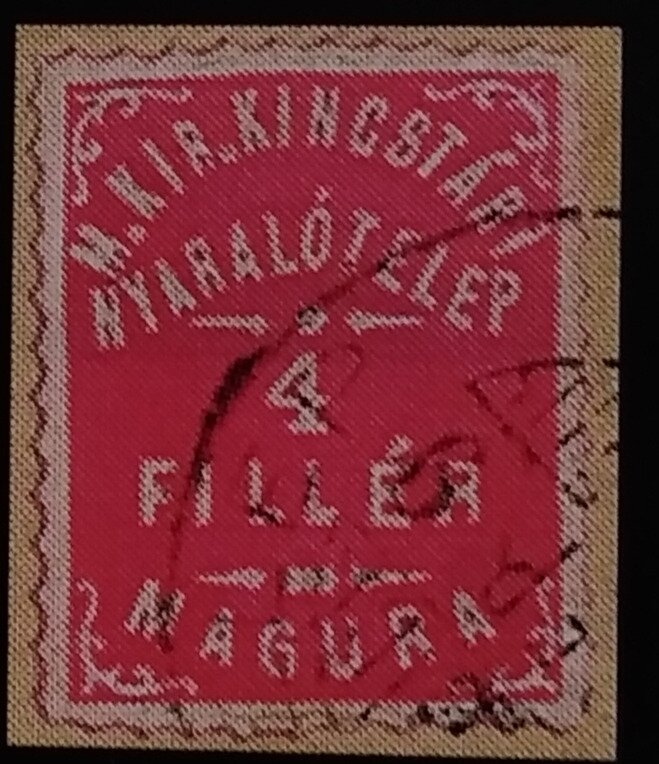 M. KIR. KINCSTÁRI
NYARALÓTELEP
4
FILLÉR
MAGURA